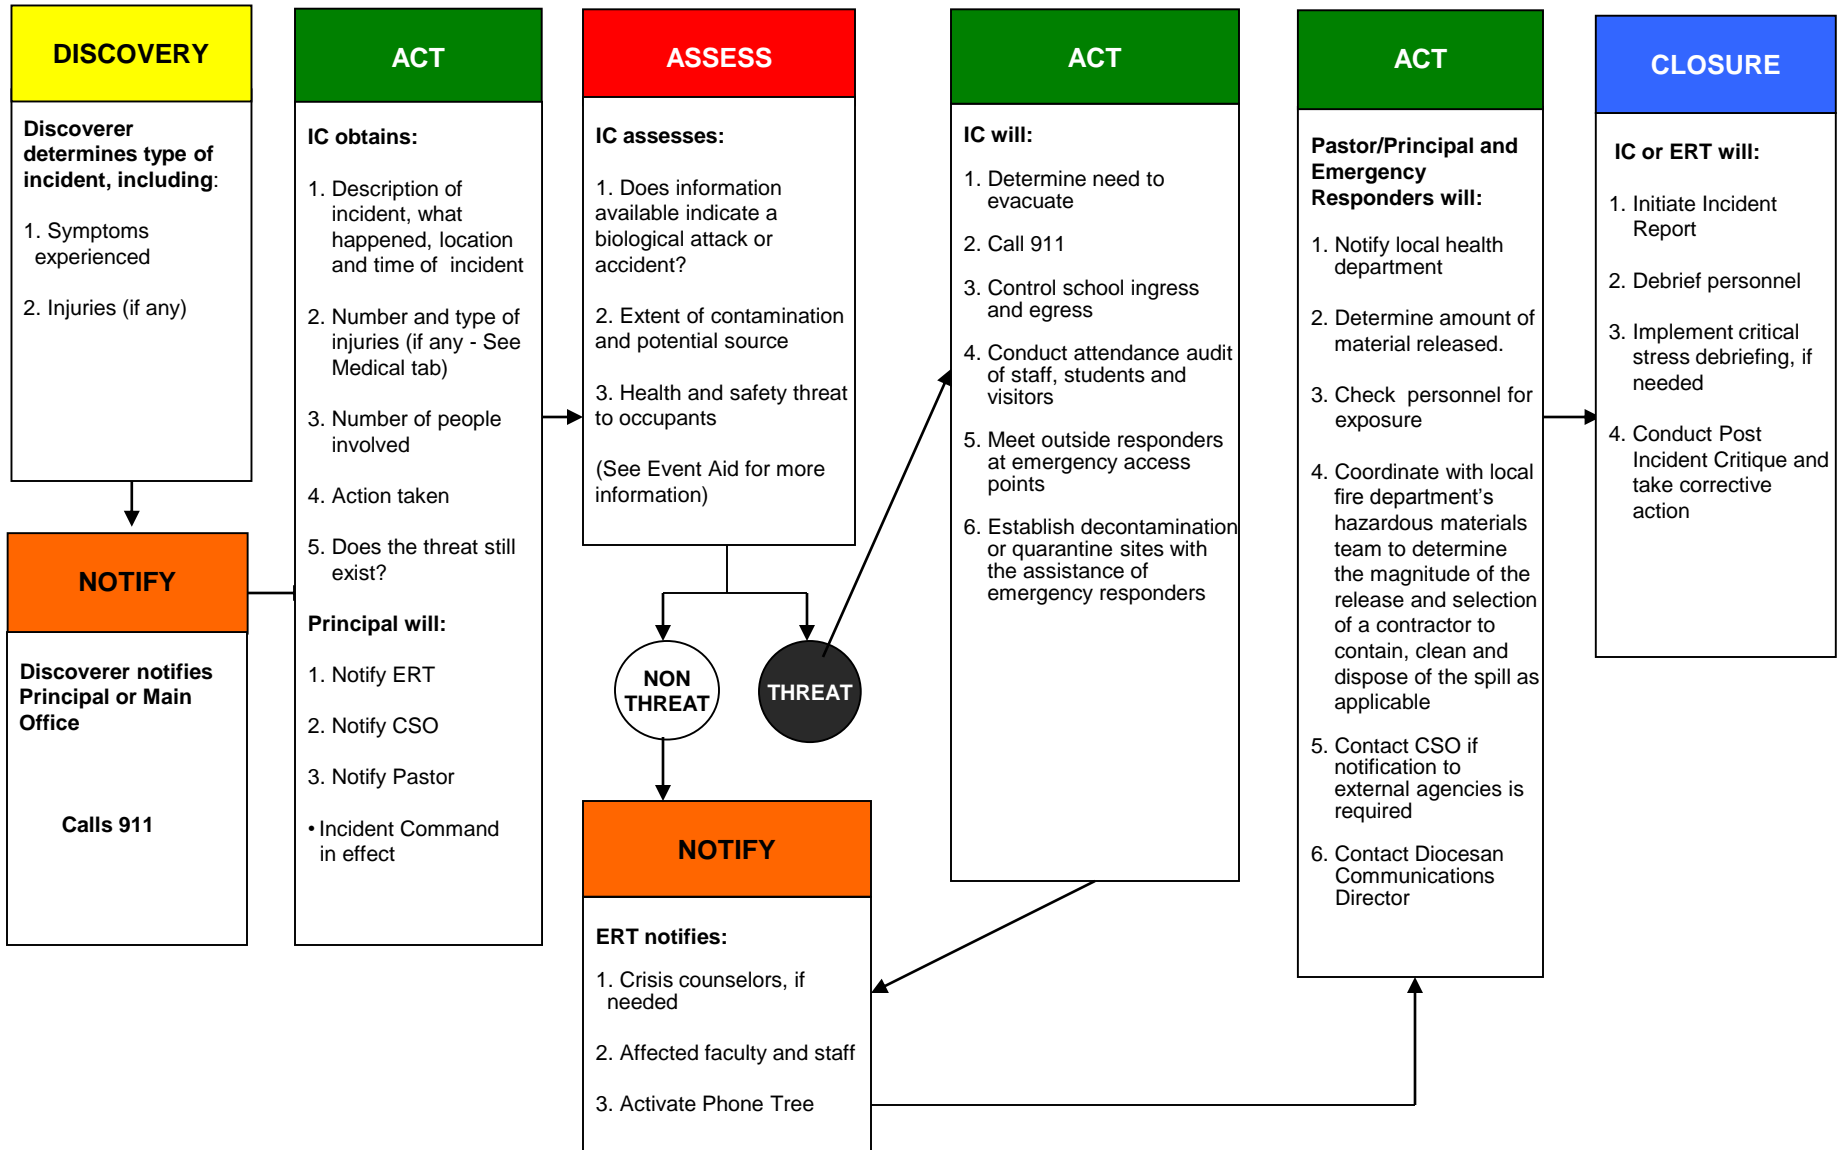 DISCOVERY
Discoverer
determines type of
incident, including:
1. Symptoms
experienced
2. Injuries (if any)
NOTIFY
Discoverer notifies
Principal or Main
Office
Calls 911
ACT
IC obtains:
1. Description of
incident, what
happened, location
and time of incident
2. Number and type of
injuries (if any - See
Medical tab)
3. Number of people
involved
4. Action taken
5. Does the threat still
exist?
Principal will:
1. Notify ERT
2. Notify CSO
3. Notify Pastor
• Incident Command
in effect
ASSESS
IC assesses:
1. Does information
available indicate a
biological attack or
accident?
2. Extent of contamination
and potential source
3. Health and safety threat
to occupants
(See Event Aid for more
information)
NON
THREAT
THREAT
NOTIFY
ERT notifies:
1. Crisis counselors, if
needed
2. Affected faculty and staff
3. Activate Phone Tree
ACT
IC will:
1. Determine need to
evacuate
2. Call 911
3. Control school ingress
and egress
4. Conduct attendance audit
of staff, students and
visitors
5. Meet outside responders
at emergency access
points
6. Establish decontamination
or quarantine sites with
the assistance of
emergency responders
ACT
Pastor/Principal and
Emergency
Responders will:
1. Notify local health
department
2. Determine amount of
material released.
3. Check personnel for
exposure
4. Coordinate with local
fire department’s
hazardous materials
team to determine
the magnitude of the
release and selection
of a contractor to
contain, clean and
dispose of the spill as
applicable
5. Contact CSO if
notification to
external agencies is
required
6. Contact Diocesan
Communications
Director
CLOSURE
IC or ERT will:
1. Initiate Incident
Report
2. Debrief personnel
3. Implement critical
stress debriefing, if
needed
4. Conduct Post
Incident Critique and
take corrective
action